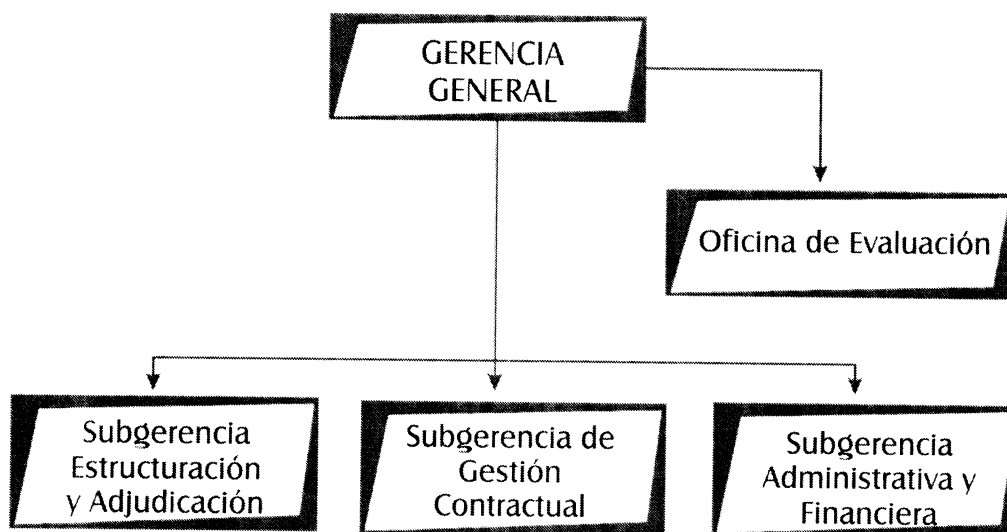 GERENCIA
GENERAL
Oficina de Evaluación
Subgerencia
Estructuración
y Adjudicación
Subgerencia de
Gestión
Contractual
Subgerencia
Administrativa y
Financiera